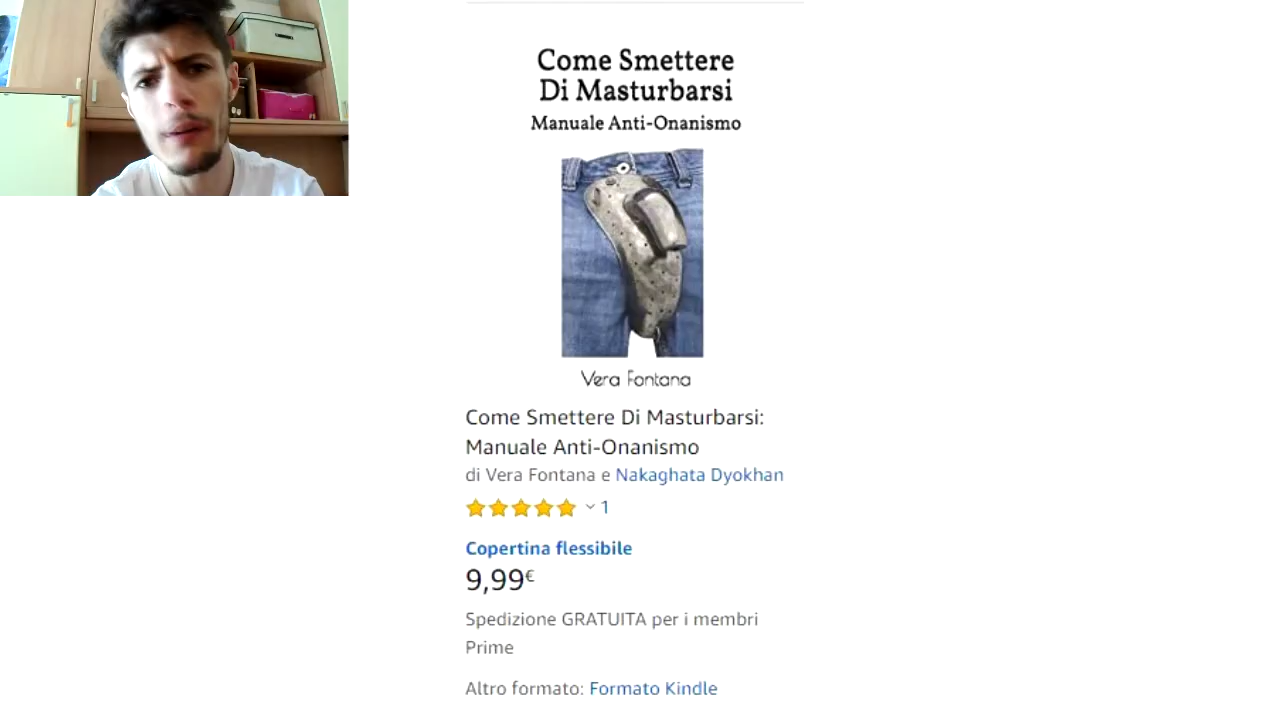 Come Smettere
Di Masturbarsi
Manuale Anti-Onanismo
Vera Fontana
Come Smettere Di Masturbarsi:
Manuale Anti-Onanismo
di Vera Fontana e Nakaghata Dyokhan
1
Copertina flessibile
9,99€
Spedizione GRATUITA per i membri
Prime
Altro formato: Formato Kindle